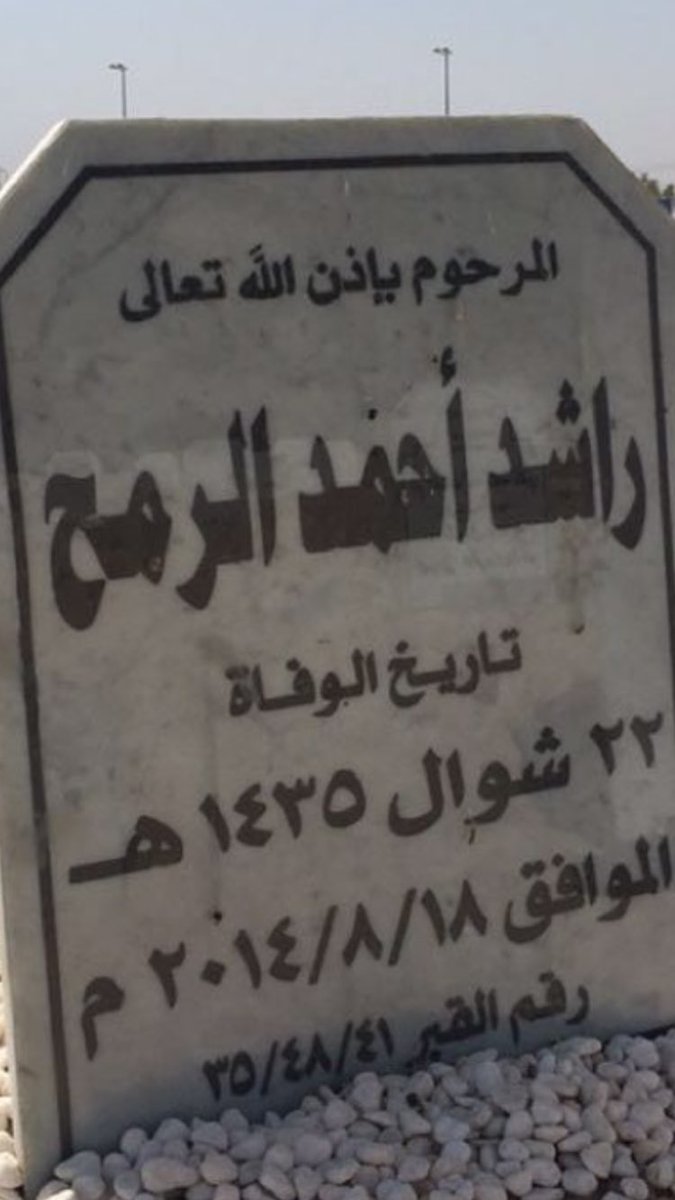 المرحوم بإذن الله تعالى
راشد أحمد الرمح
تاريخ الوفاة
٢٢ شوال ١٤٣٥ هـ
الموافق ٢٠١٤/٨/١٨ م
رقم القبر ٣٥/٤٨/٤١